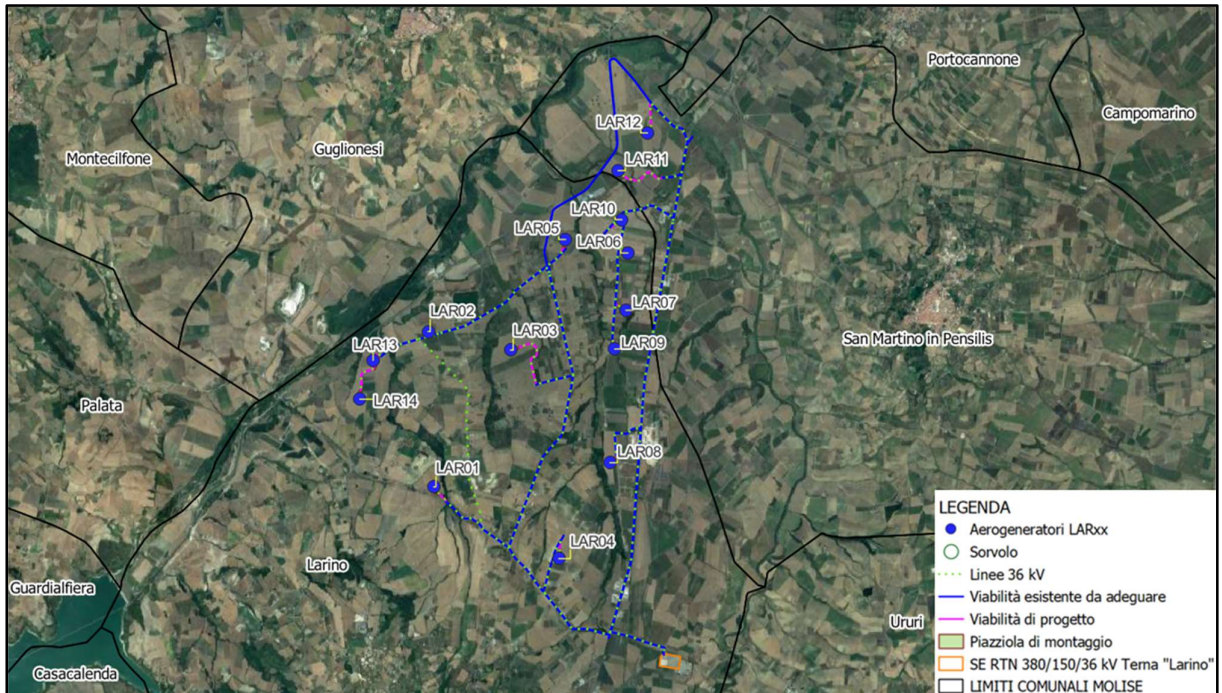 Portocannone
Campomarino
LAR12
Guglionesi
Montecilfone
LAR11
LAR10
LAR05
LAR06
LAR02
LAR07
LAR03
LAR09
San Martino in Pensilis
LAR13
LAR14
Palata
LAR08
LAR01
LAR04
Larino
Guardialfiera
Ururi
Casacalenda
LEGENDA
Aerogeneratori LARxx
Sorvolo
Linee 36 kV
Viabilità esistente da adeguare
Viabilità di progetto
Piazziola di montaggio
SE RTN 380/150/36 kV Terna "Larino"
LIMITI COMUNALI MOLISE